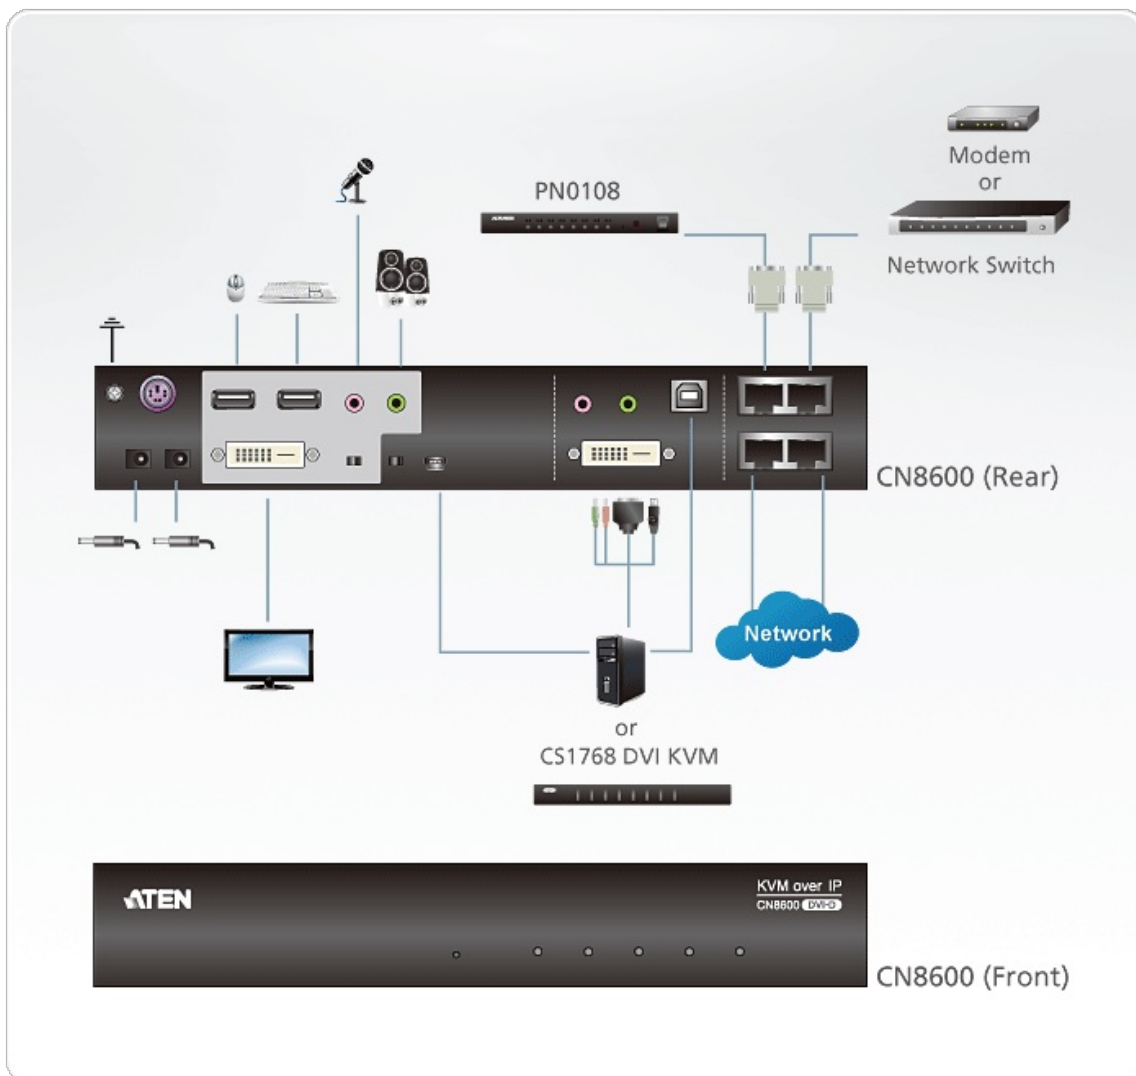 Modem
or
Network Switch
PN0108
CN8600 (Rear)
Network
or
CS1768 DVI KVM
ATEN
KVM over IP
CN8600 DVI-D
CN8600 (Front)